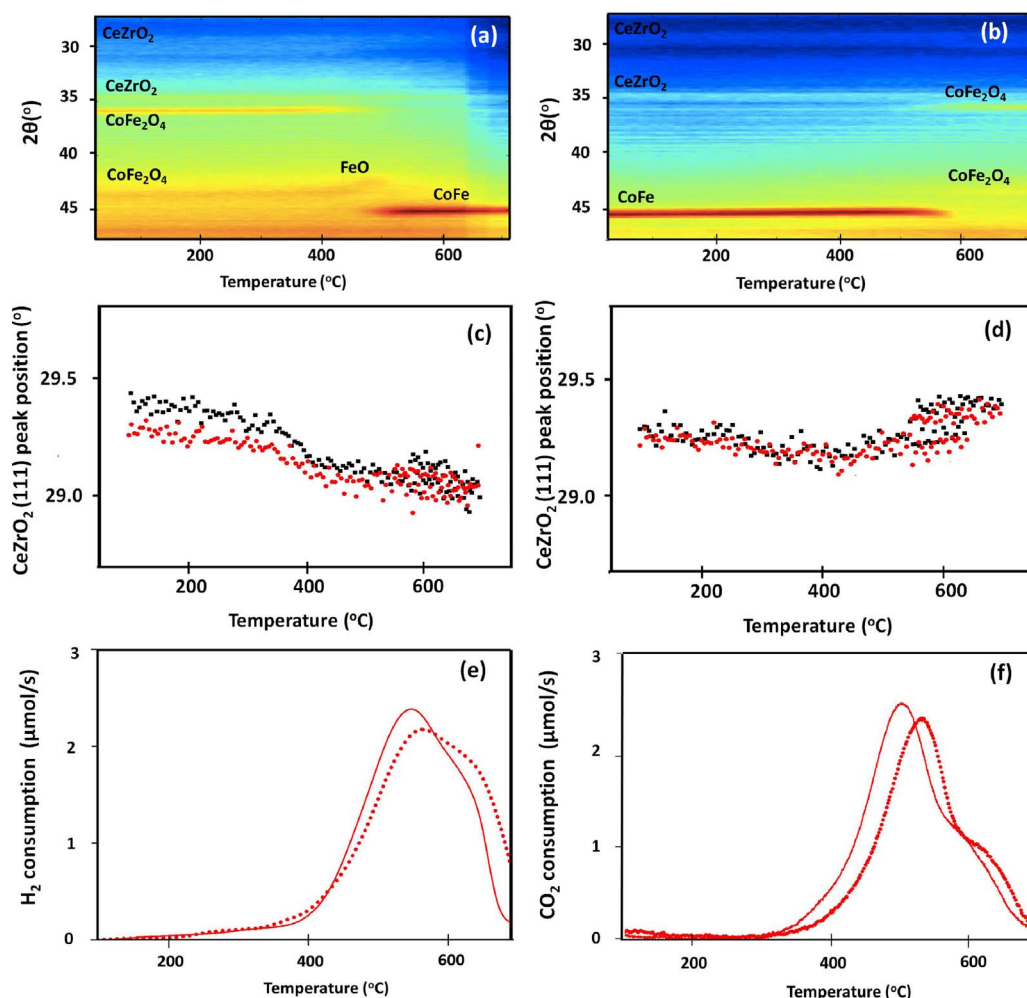 (a)
CeZrO₂
30
CeZrO₂
35
CoFe₂O₄
2θ(°)
40
CoFe₂O₄
FeO
CoFe
45
200
400
600
Temperature (°C)
(b)
CeZrO₂
30
CeZrO₂
35
CoFe₂O₄
2θ(°)
40
CoFe₂O₄
CoFe
45
200
400
600
Temperature (°C)
(c)
CeZrO₂ (111) peak position (°)
29.5
29.0
200
400
600
Temperature (°C)
(d)
CeZrO₂ (111) peak position (°)
29.5
29.0
200
400
600
Temperature (°C)
(e)
H₂ consumption (µmol/s)
3
2
1
0
200
400
600
Temperature (°C)
(f)
CO₂ consumption (µmol/s)
3
2
1
0
200
400
600
Temperature (°C)